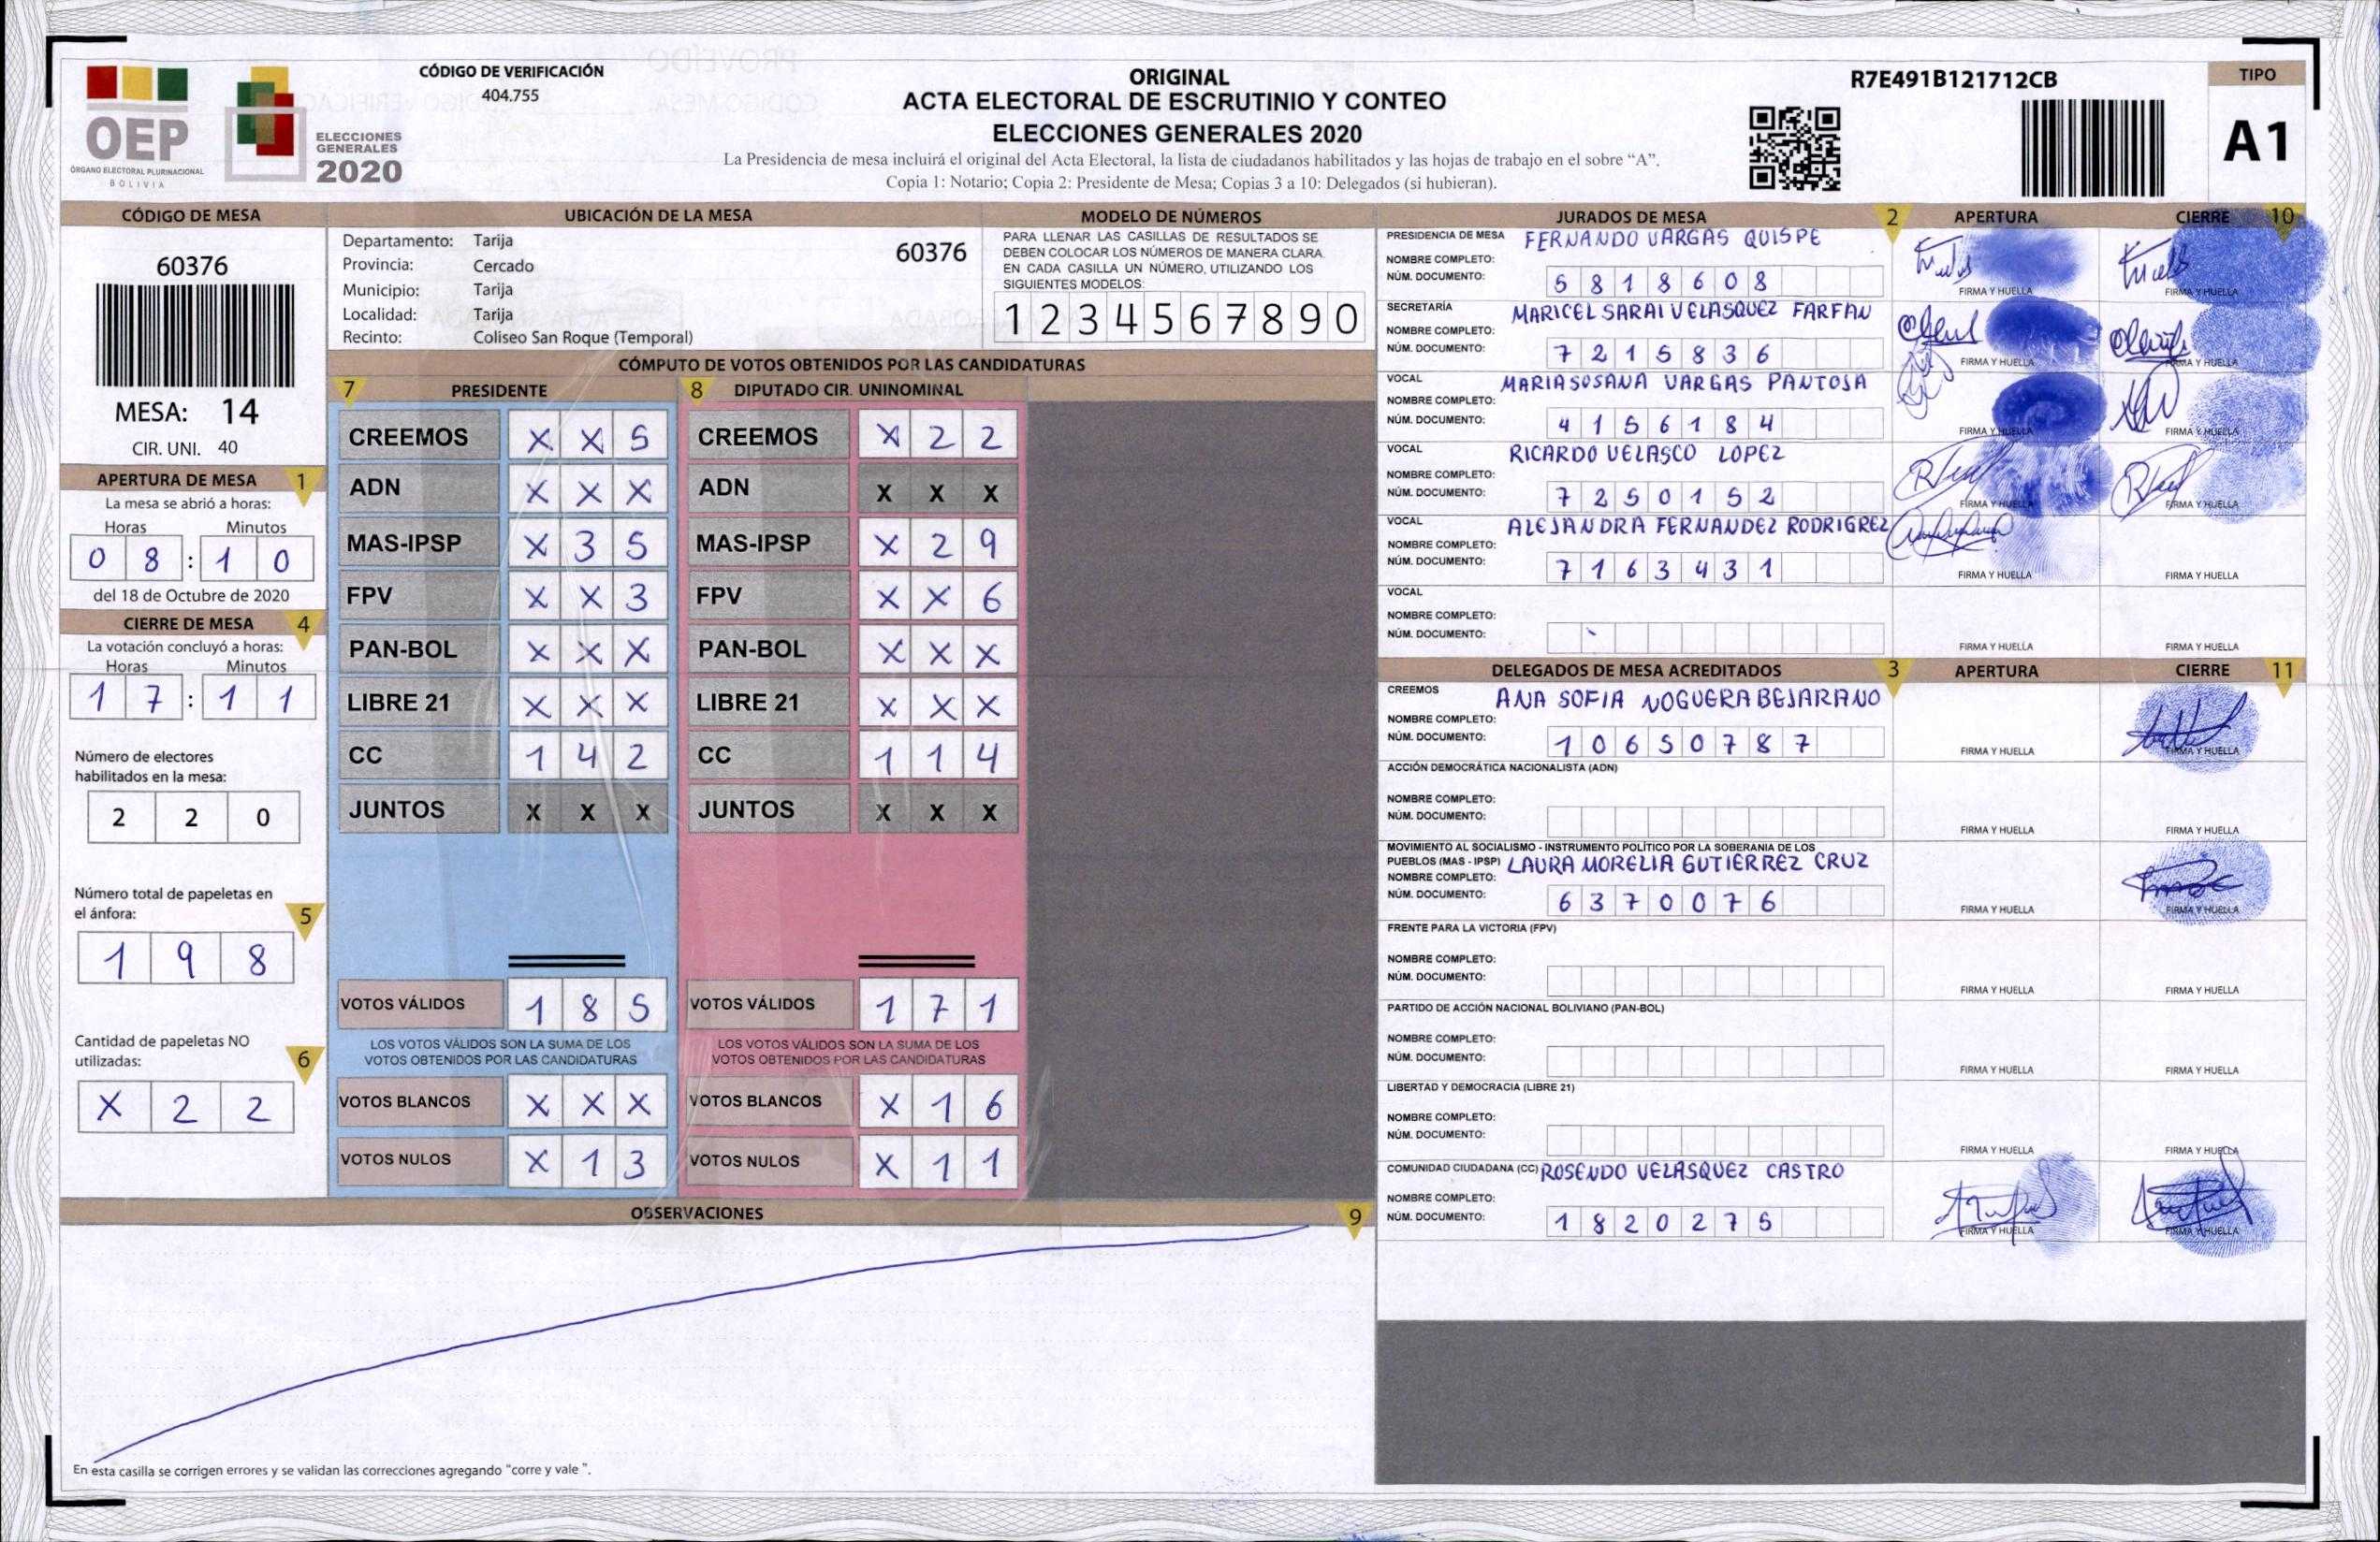 OEP
ÓRGANO ELECTORAL PLURINACIONAL
BOLIVIA
ELECCIONES
GENERALES
2020
CÓDIGO DE VERIFICACIÓN
404.755
ORIGINAL
ACTA ELECTORAL DE ESCRUTINIO Y CONTEO
ELECCIONES GENERALES 2020
La Presidencia de mesa incluirá el original del Acta Electoral, la lista de ciudadanos habilitados y las hojas de trabajo en el sobre “A”.
Copia 1: Notario; Copia 2: Presidente de Mesa; Copias 3 a 10: Delegados (si hubieran).
R7E491B121712CB
TIPO
A1
CÓDIGO DE MESA
60376
MESA: 14
CIR. UNI. 40
APERTURA DE MESA 1
La mesa se abrió a horas:
Horas Minutos
0 8 : 1 0
del 18 de Octubre de 2020
CIERRE DE MESA 4
La votación concluyó a horas:
Horas Minutos
1 7 : 1 1
Número de electores
habilitados en la mesa:
2 2 0
Número total de papeletas en
el ánfora: 5
1 9 8
Cantidad de papeletas NO
utilizadas: 6
X 2 2
UBICACIÓN DE LA MESA
Departamento: Tarija
60376
Provincia: Cercado
Municipio: Tarija
Localidad: Tarija
Recinto: Coliseo San Roque (Temporal)
MODELO DE NÚMEROS
PARA LLENAR LAS CASILLAS DE RESULTADOS SE
DEBEN COLOCAR LOS NÚMEROS DE MANERA CLARA.
EN CADA CASILLA UN NÚMERO, UTILIZANDO LOS
SIGUIENTES MODELOS:
1 2 3 4 5 6 7 8 9 0
CÓMPUTO DE VOTOS OBTENIDOS POR LAS CANDIDATURAS
7 PRESIDENTE
CREEMOS X X 5
ADN X X X
MAS-IPSP X 3 5
FPV X X 3
PAN-BOL X X X
LIBRE 21 X X X
CC 1 4 2
JUNTOS X X X
VOTOS VÁLIDOS 1 8 5
LOS VOTOS VÁLIDOS SON LA SUMA DE LOS
VOTOS OBTENIDOS POR LAS CANDIDATURAS
VOTOS BLANCOS X X X
VOTOS NULOS X 1 3
8 DIPUTADO CIR. UNINOMINAL
CREEMOS X 2 2
ADN X X X
MAS-IPSP X 2 9
FPV X X 6
PAN-BOL X X X
LIBRE 21 X X X
CC 1 1 4
JUNTOS X X X
VOTOS VÁLIDOS 1 7 1
LOS VOTOS VÁLIDOS SON LA SUMA DE LOS
VOTOS OBTENIDOS POR LAS CANDIDATURAS
VOTOS BLANCOS X 1 6
VOTOS NULOS X 1 1
OBSERVACIONES 9
En esta casilla se corrigen errores y se validan las correcciones agregando “corre y vale ”.
JURADOS DE MESA 2 APERTURA CIERRE 10
PRESIDENCIA DE MESA FERNANDO VARGAS QUISPE
NOMBRE COMPLETO:
NÚM. DOCUMENTO: 5 8 1 8 6 0 8
FIRMA Y HUELLA FIRMA Y HUELLA
SECRETARÍA MARICEL SARAI VELASQUEZ FARFAN
NOMBRE COMPLETO:
NÚM. DOCUMENTO: 7 2 1 5 8 3 6
FIRMA Y HUELLA FIRMA Y HUELLA
VOCAL MARIA SUSANA VARGAS PANTOJA
NOMBRE COMPLETO:
NÚM. DOCUMENTO: 4 1 5 6 1 8 4
FIRMA Y HUELLA FIRMA Y HUELLA
VOCAL RICARDO VELASCO LOPEZ
NOMBRE COMPLETO:
NÚM. DOCUMENTO: 7 2 5 0 1 5 2
FIRMA Y HUELLA FIRMA Y HUELLA
VOCAL ALEJANDRA FERNANDEZ RODRIGREZ
NOMBRE COMPLETO:
NÚM. DOCUMENTO: 7 1 6 3 4 3 1
FIRMA Y HUELLA FIRMA Y HUELLA
VOCAL
NOMBRE COMPLETO:
NÚM. DOCUMENTO:
FIRMA Y HUELLA FIRMA Y HUELLA
DELEGADOS DE MESA ACREDITADOS 3 APERTURA CIERRE 11
CREEMOS ANA SOFIA NOGUERA BEJARANO
NOMBRE COMPLETO:
NÚM. DOCUMENTO: 1 0 6 5 0 7 8 7
FIRMA Y HUELLA FIRMA Y HUELLA
ACCIÓN DEMOCRÁTICA NACIONALISTA (ADN)
NOMBRE COMPLETO:
NÚM. DOCUMENTO:
FIRMA Y HUELLA FIRMA Y HUELLA
MOVIMIENTO AL SOCIALISMO - INSTRUMENTO POLÍTICO POR LA SOBERANIA DE LOS
PUEBLOS (MAS - IPSP) LAURA MORELIA GUTIERREZ CRUZ
NOMBRE COMPLETO:
NÚM. DOCUMENTO: 6 3 7 0 0 7 6
FIRMA Y HUELLA FIRMA Y HUELLA
FRENTE PARA LA VICTORIA (FPV)
NOMBRE COMPLETO:
NÚM. DOCUMENTO:
FIRMA Y HUELLA FIRMA Y HUELLA
PARTIDO DE ACCIÓN NACIONAL BOLIVIANO (PAN-BOL)
NOMBRE COMPLETO:
NÚM. DOCUMENTO:
FIRMA Y HUELLA FIRMA Y HUELLA
LIBERTAD Y DEMOCRACIA (LIBRE 21)
NOMBRE COMPLETO:
NÚM. DOCUMENTO:
FIRMA Y HUELLA FIRMA Y HUELLA
COMUNIDAD CIUDADANA (CC) ROSENDO VELASQUEZ CASTRO
NOMBRE COMPLETO:
NÚM. DOCUMENTO: 1 8 2 0 2 7 5
FIRMA Y HUELLA FIRMA Y HUELLA